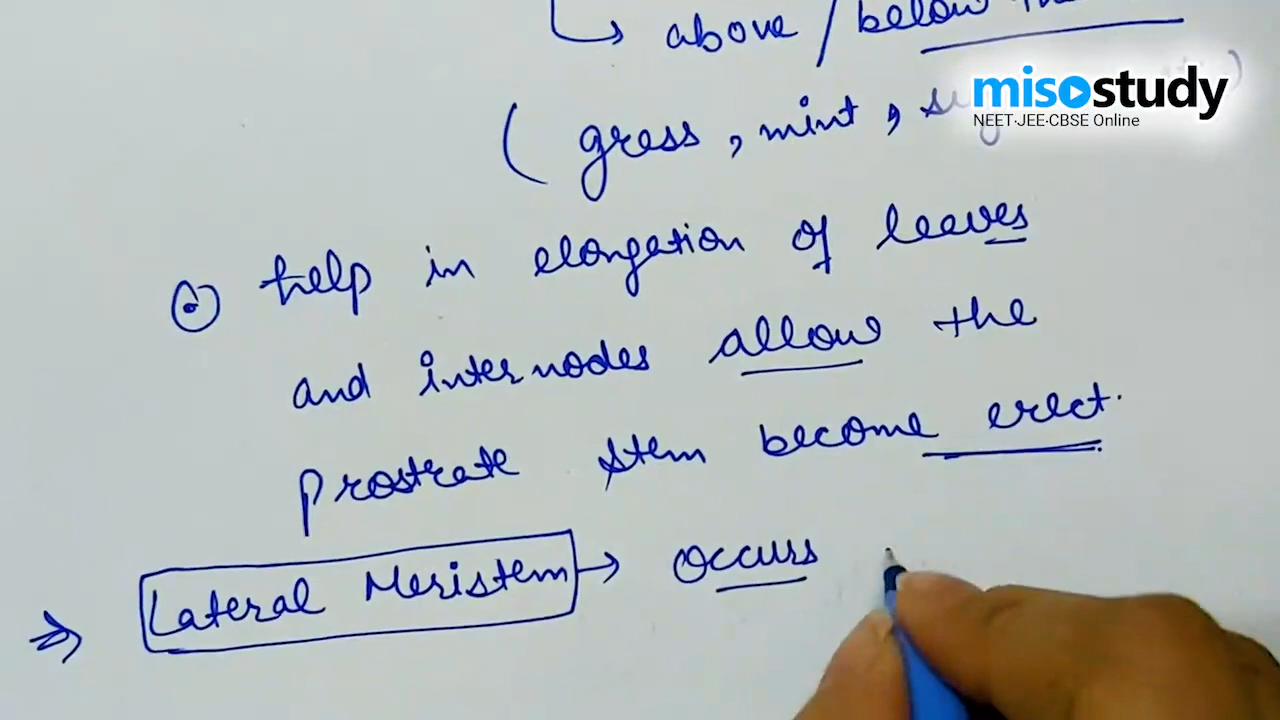 above / below
misostudy
NEET·JEE·CBSE Online
( grass , mint ,
help in elongation of leaves
and internodes allow the
prostrate stem become erect.
⇒ Lateral Meristem → occurs